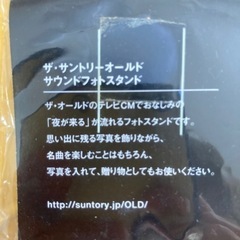 ザ・サントリーオールド
サウンドフォトスタンド
ザ・オールドのテレビCMでおなじみの
「夜が来る」が流れるフォトスタンドです。
思い出に残る写真を飾りながら、
名曲を楽しむことはもちろん、
写真を入れて、贈り物としてもお使いください。
http://suntory.jp/OLD/